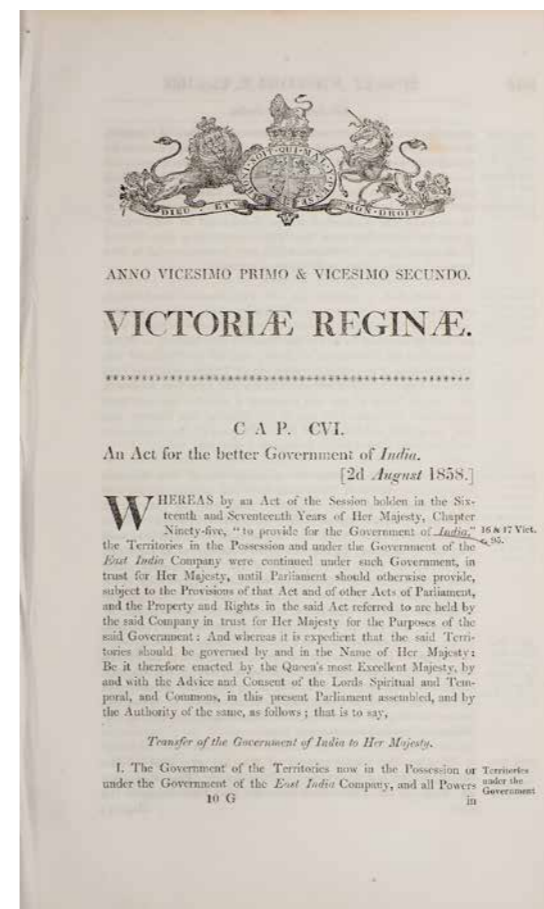 HONI·SOIT·QUI·MAL·Y·PENSE
DIEU · ET MON·DROIT
ANNO VICESIMO PRIMO & VICESIMO SECUNDO.
VICTORIÆ REGINÆ.
CAP. CVI.
An Act for the better Government of India.
[2d August 1858.]
WHEREAS by an Act of the Session holden in the Six-
teenth and Seventeenth Years of Her Majesty, Chapter
Ninety-five, "to provide for the Government of India," 16 & 17 Vict.
the Territories in the Possession and under the Government of the c. 95.
East India Company were continued under such Government, in
trust for Her Majesty, until Parliament should otherwise provide,
subject to the Provisions of that Act and of other Acts of Parliament,
and the Property and Rights in the said Act referred to are held by
the said Company in trust for Her Majesty for the Purposes of the
said Government: And whereas it is expedient that the said Terri-
tories should be governed by and in the Name of Her Majesty:
Be it therefore enacted by the Queen's most Excellent Majesty, by
and with the Advice and Consent of the Lords Spiritual and Tem-
poral, and Commons, in this present Parliament assembled, and by
the Authority of the same, as follows; that is to say,
Transfer of the Government of India to Her Majesty.
I. The Government of the Territories now in the Possession or Territories
under the Government of the East India Company, and all Powers under the
10 G in Government